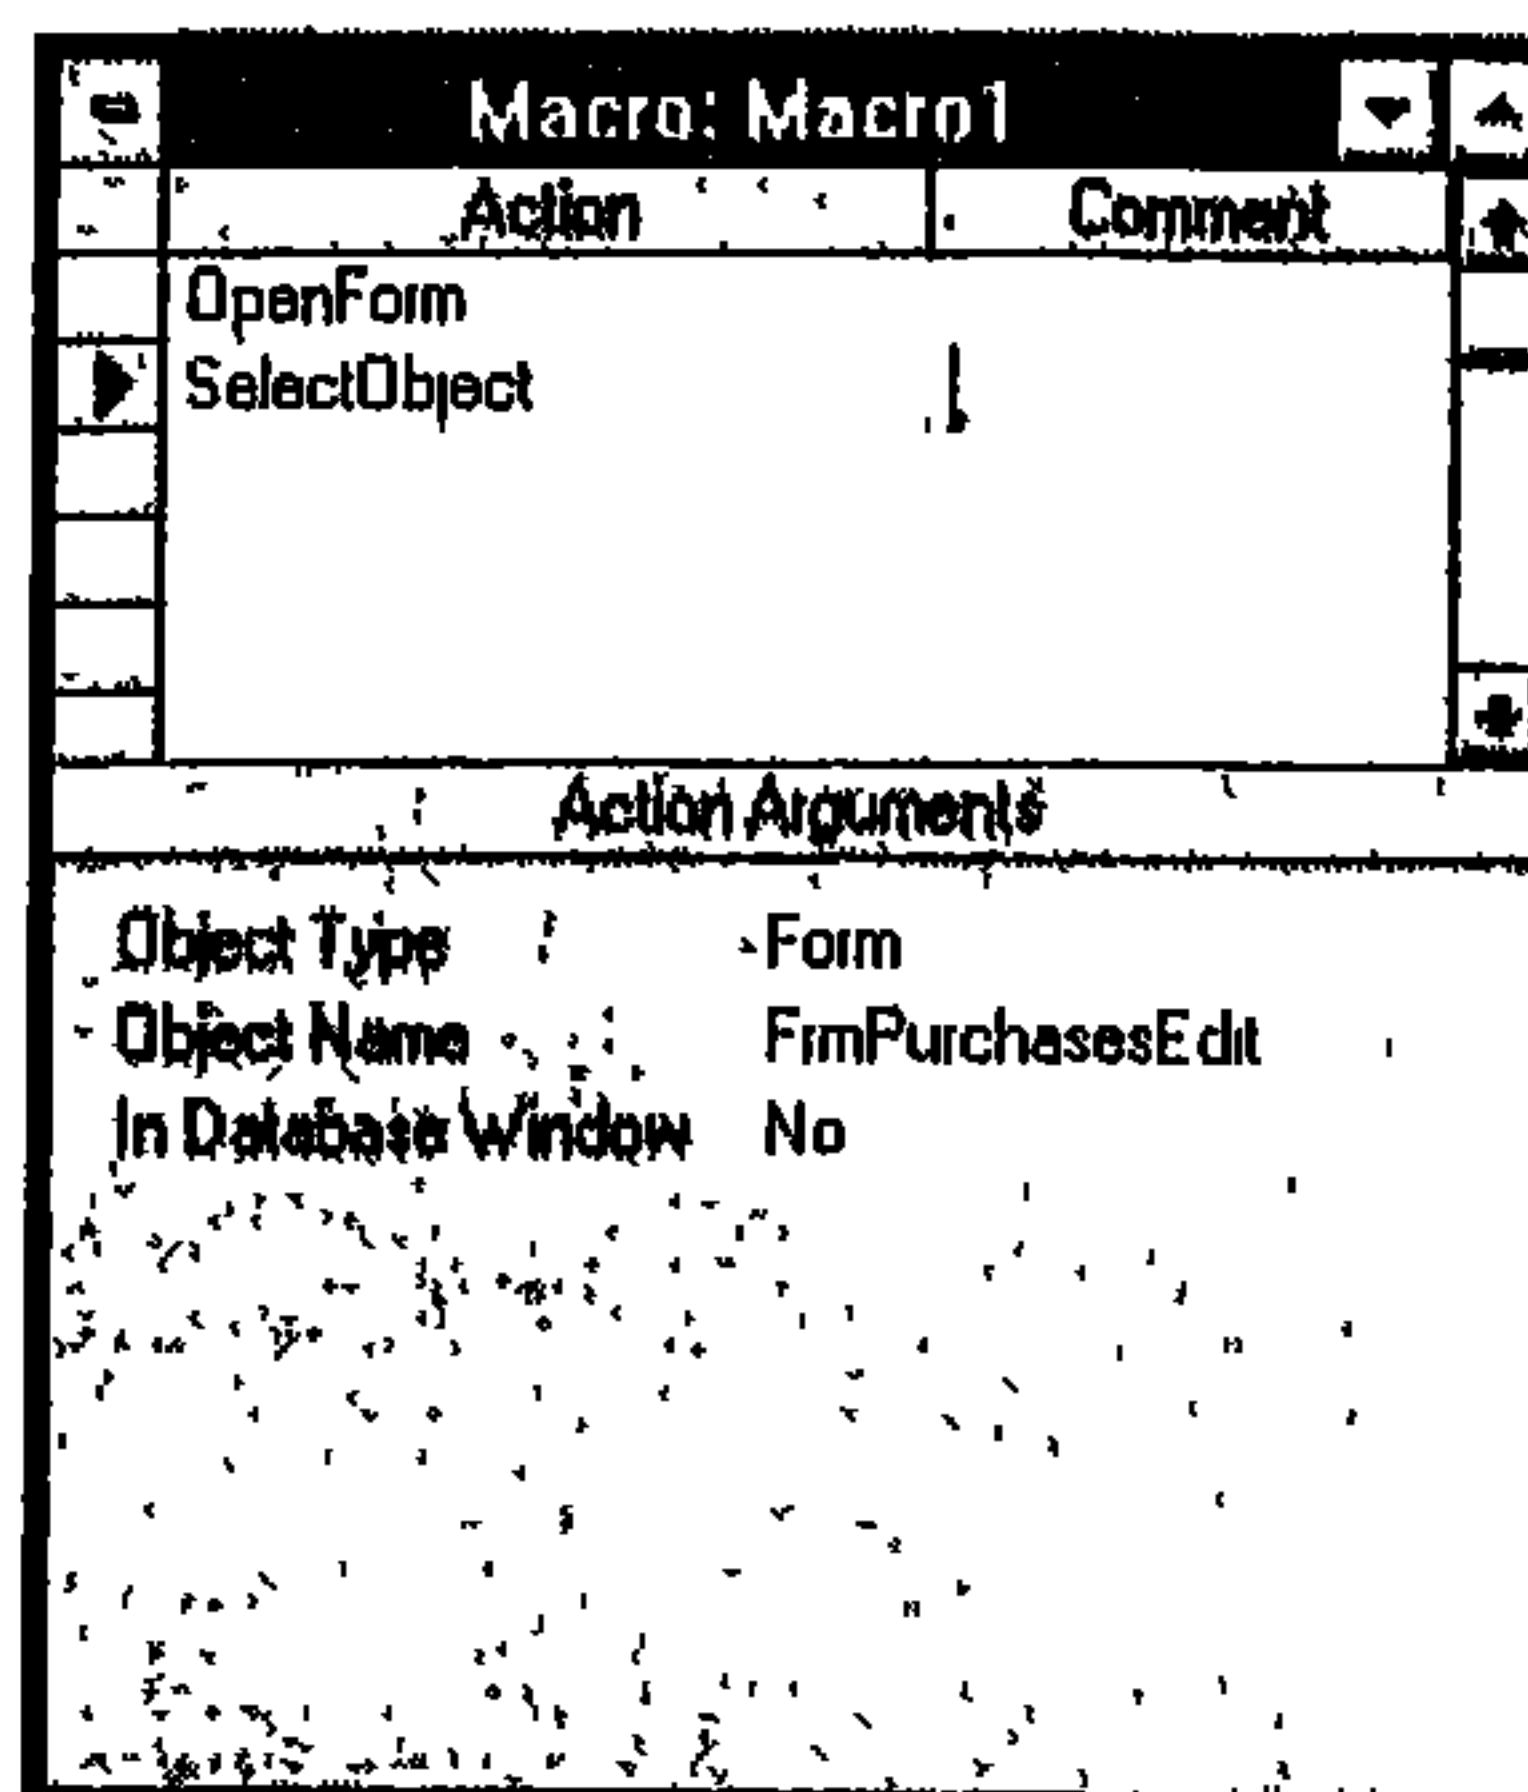 Macro: Macro1
Action Comment
OpenForm
SelectObject
Action Arguments
Object Type Form
Object Name FrmPurchasesEdit
In Database Window No